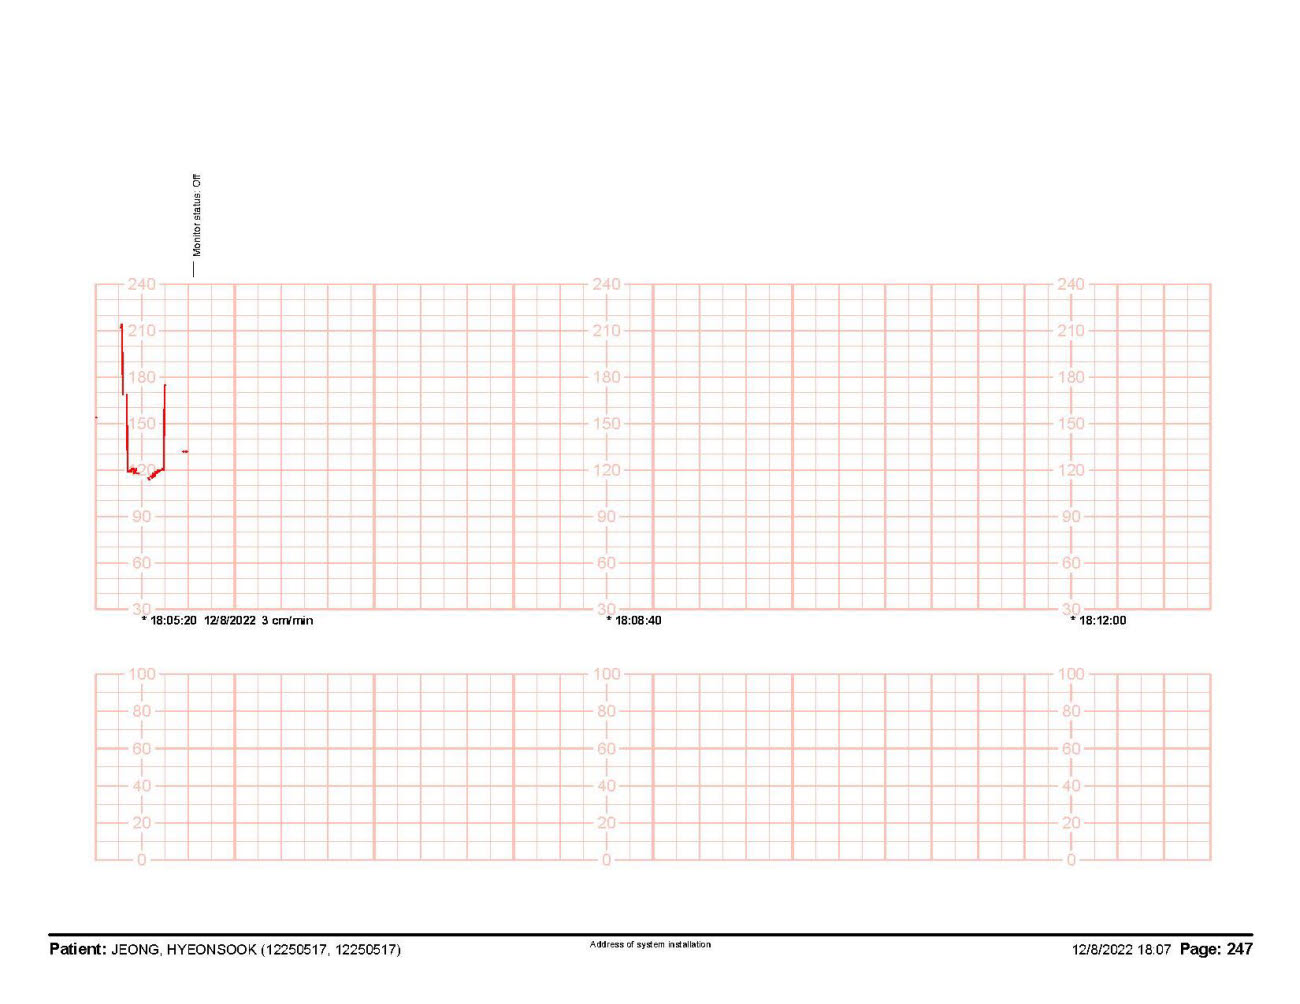 Monitor status: Off
240 240 240
210 210 210
180 180 180
150 150 150
120 120 120
90 90 90
60 60 60
30 30 30
* 18:05:20 12/8/2022 3 cm/min * 18:08:40 * 18:12:00
100 100 100
80 80 80
60 60 60
40 40 40
20 20 20
0 0 0
Patient: JEONG, HYEONSOOK (12250517, 12250517) Address of system installation 12/8/2022 18:07 Page: 247